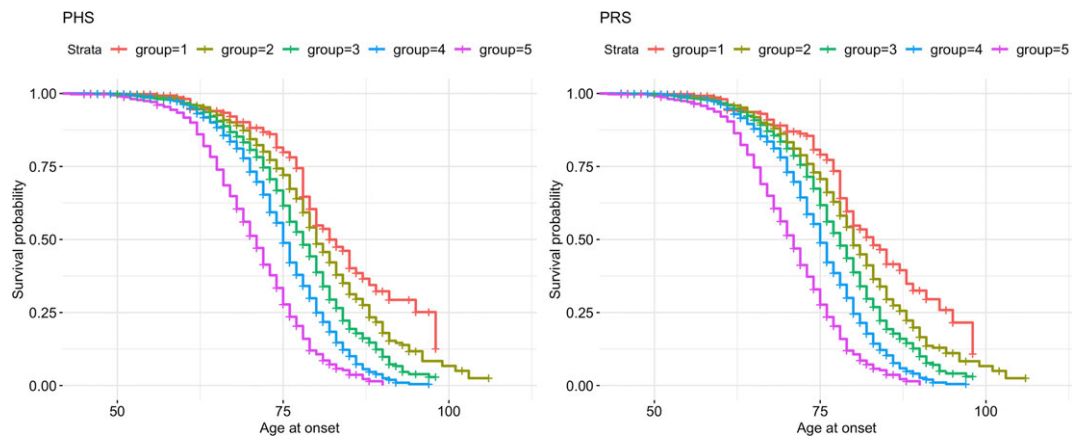 PHS
Strata group=1 group=2 group=3 group=4 group=5
1.00
0.75
0.50
0.25
0.00
Survival probability
50 75 100
Age at onset
PRS
Strata group=1 group=2 group=3 group=4 group=5
1.00
0.75
0.50
0.25
0.00
Survival probability
50 75 100
Age at onset